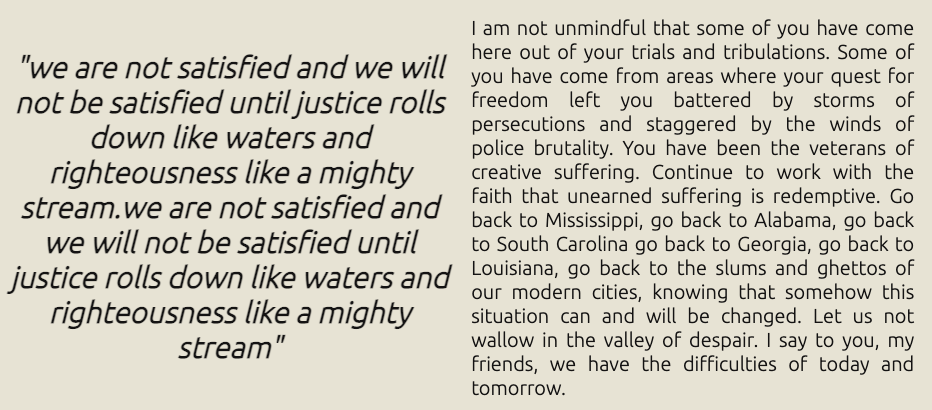 "we are not satisfied and we will
not be satisfied until justice rolls
down like waters and
righteousness like a mighty
stream.we are not satisfied and
we will not be satisfied until
justice rolls down like waters and
righteousness like a mighty
stream"
I am not unmindful that some of you have come
here out of your trials and tribulations. Some of
you have come from areas where your quest for
freedom left you battered by storms of
persecutions and staggered by the winds of
police brutality. You have been the veterans of
creative suffering. Continue to work with the
faith that unearned suffering is redemptive. Go
back to Mississippi, go back to Alabama, go back
to South Carolina go back to Georgia, go back to
Louisiana, go back to the slums and ghettos of
our modern cities, knowing that somehow this
situation can and will be changed. Let us not
wallow in the valley of despair. I say to you, my
friends, we have the difficulties of today and
tomorrow.